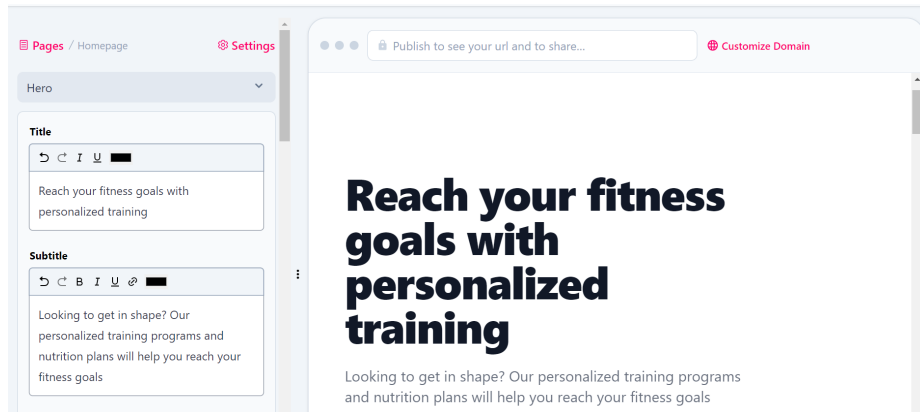 Pages / Homepage
Settings
Hero
Title
I U
Reach your fitness goals with
personalized training
Subtitle
B I U
Looking to get in shape? Our
personalized training programs and
nutrition plans will help you reach your
fitness goals
Publish to see your url and to share...
Customize Domain
Reach your fitness
goals with
personalized
training
Looking to get in shape? Our personalized training programs
and nutrition plans will help you reach your fitness goals